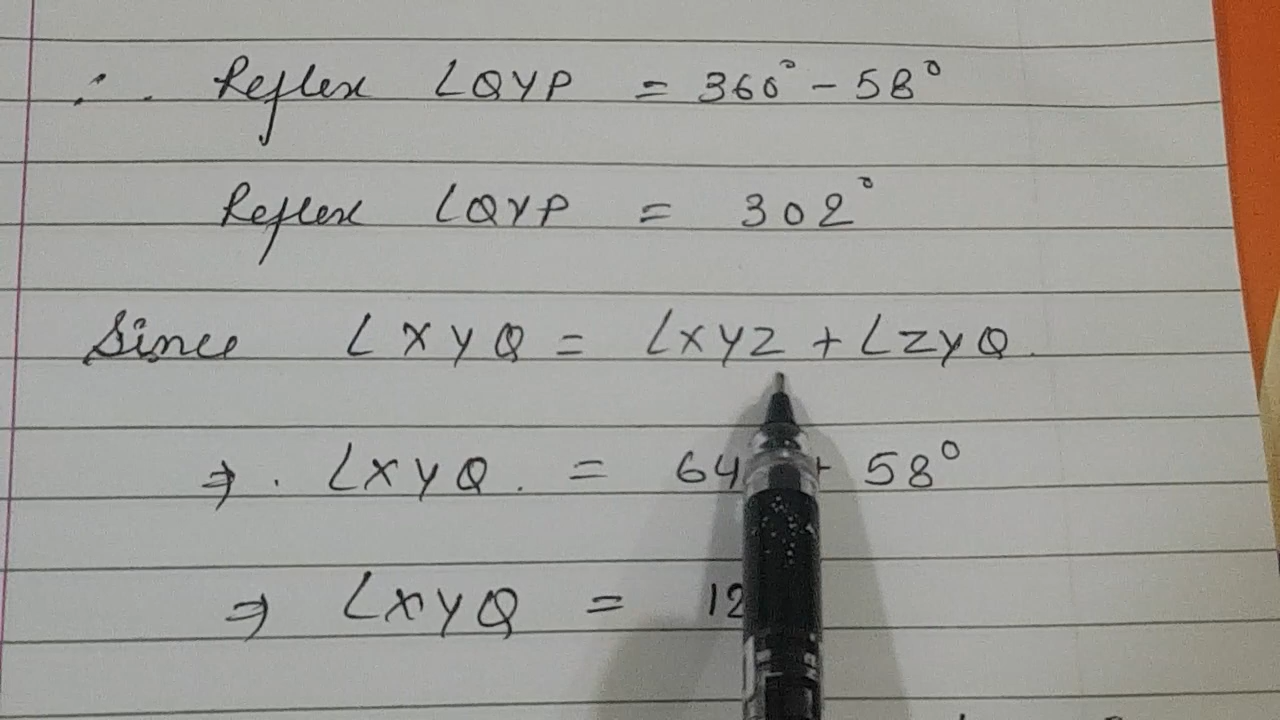 ∴ Reflex ∠QYP = 360° - 58°
Reflex ∠QYP = 302°
Since ∠XYQ = ∠XYZ + ∠ZYQ.
⇒ ∠XYQ = 64 + 58°
⇒ ∠XYQ = 12